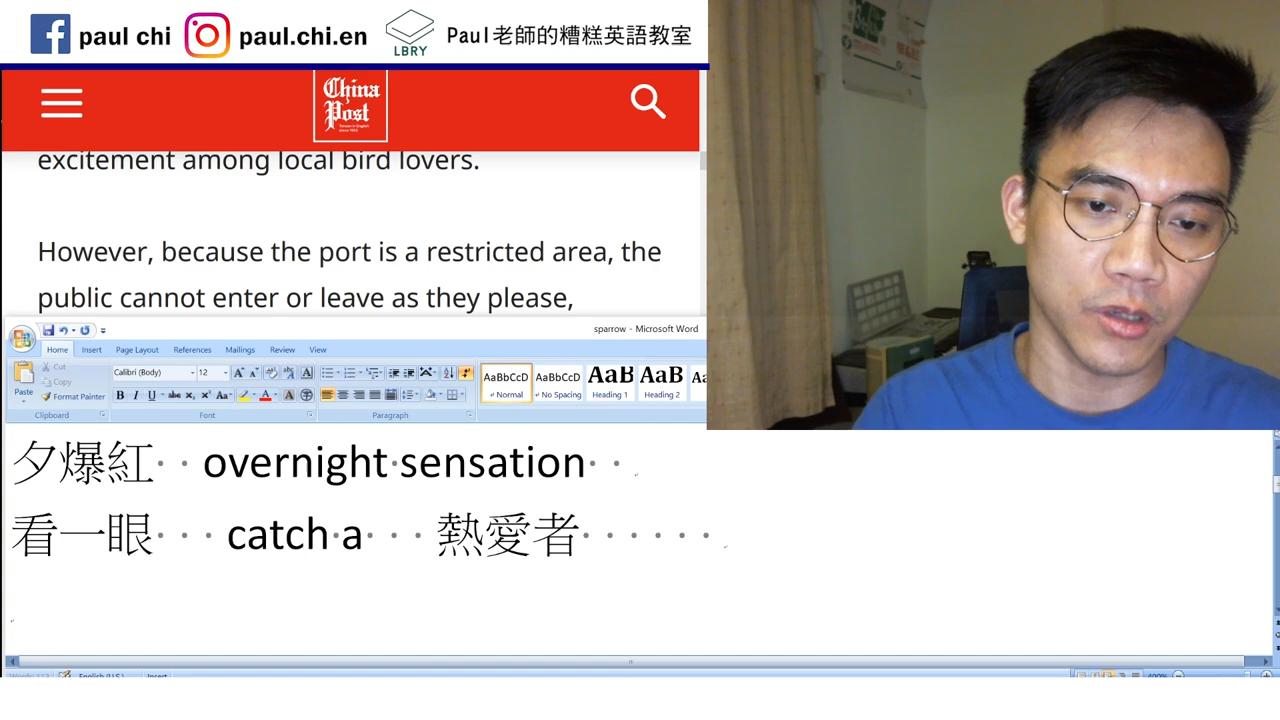 paul chi paul.chi.en LBRY Paul老師的糟糕英語教室
China Post
excitement among local bird lovers.
However, because the port is a restricted area, the
public cannot enter or leave as they please,
sparrow - Microsoft Word
Home Insert Page Layout References Mailings Review View
Paste Cut Copy Format Painter
Calibri (Body) 12
AaBbCcD AaBbCcD AaB AaB
Normal No Spacing Heading 1 Heading 2
Clipboard Font Paragraph
夕爆紅 overnight sensation
看一眼 catch a 熱愛者
English (U.S.) Insert 400%